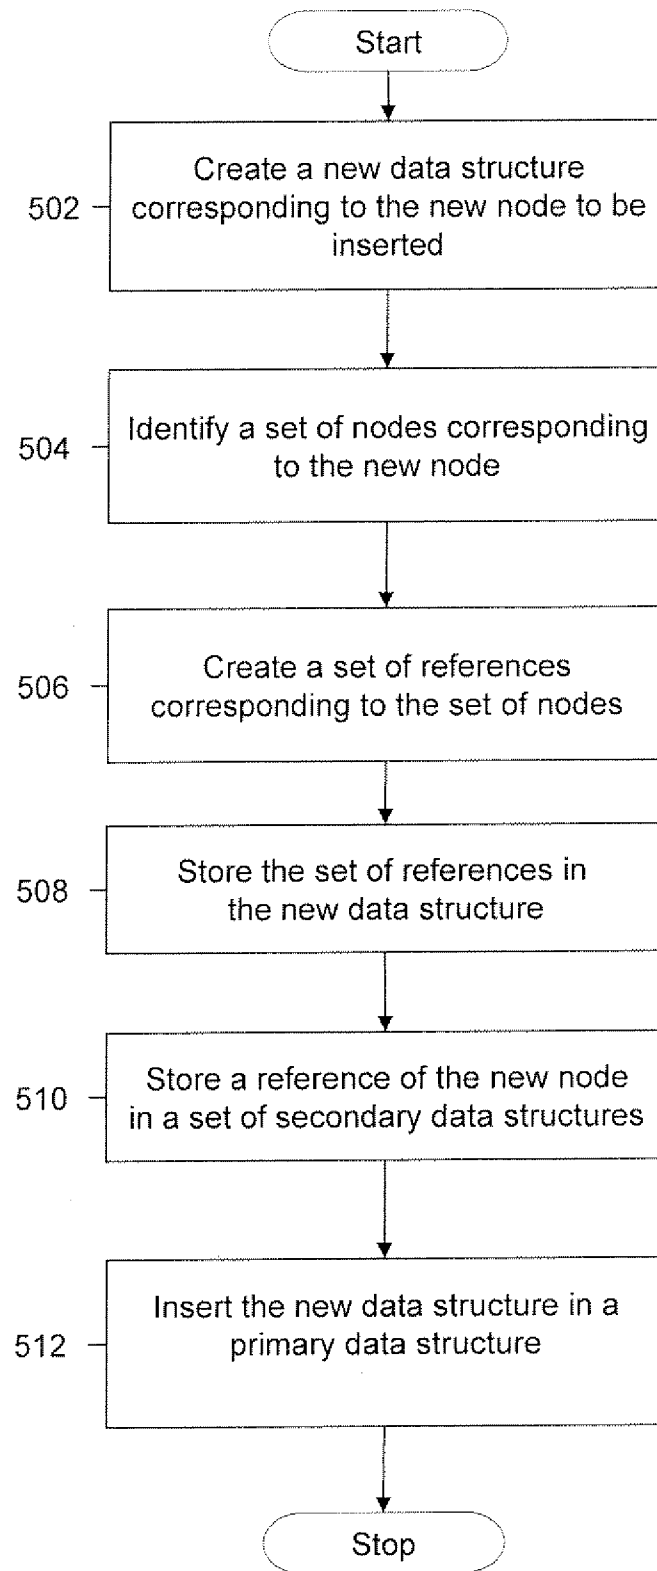 Start
502
Create a new data structure
corresponding to the new node to be
inserted
504
Identify a set of nodes corresponding
to the new node
506
Create a set of references
corresponding to the set of nodes
508
Store the set of references in
the new data structure
510
Store a reference of the new node
in a set of secondary data structures
512
Insert the new data structure in a
primary data structure
Stop